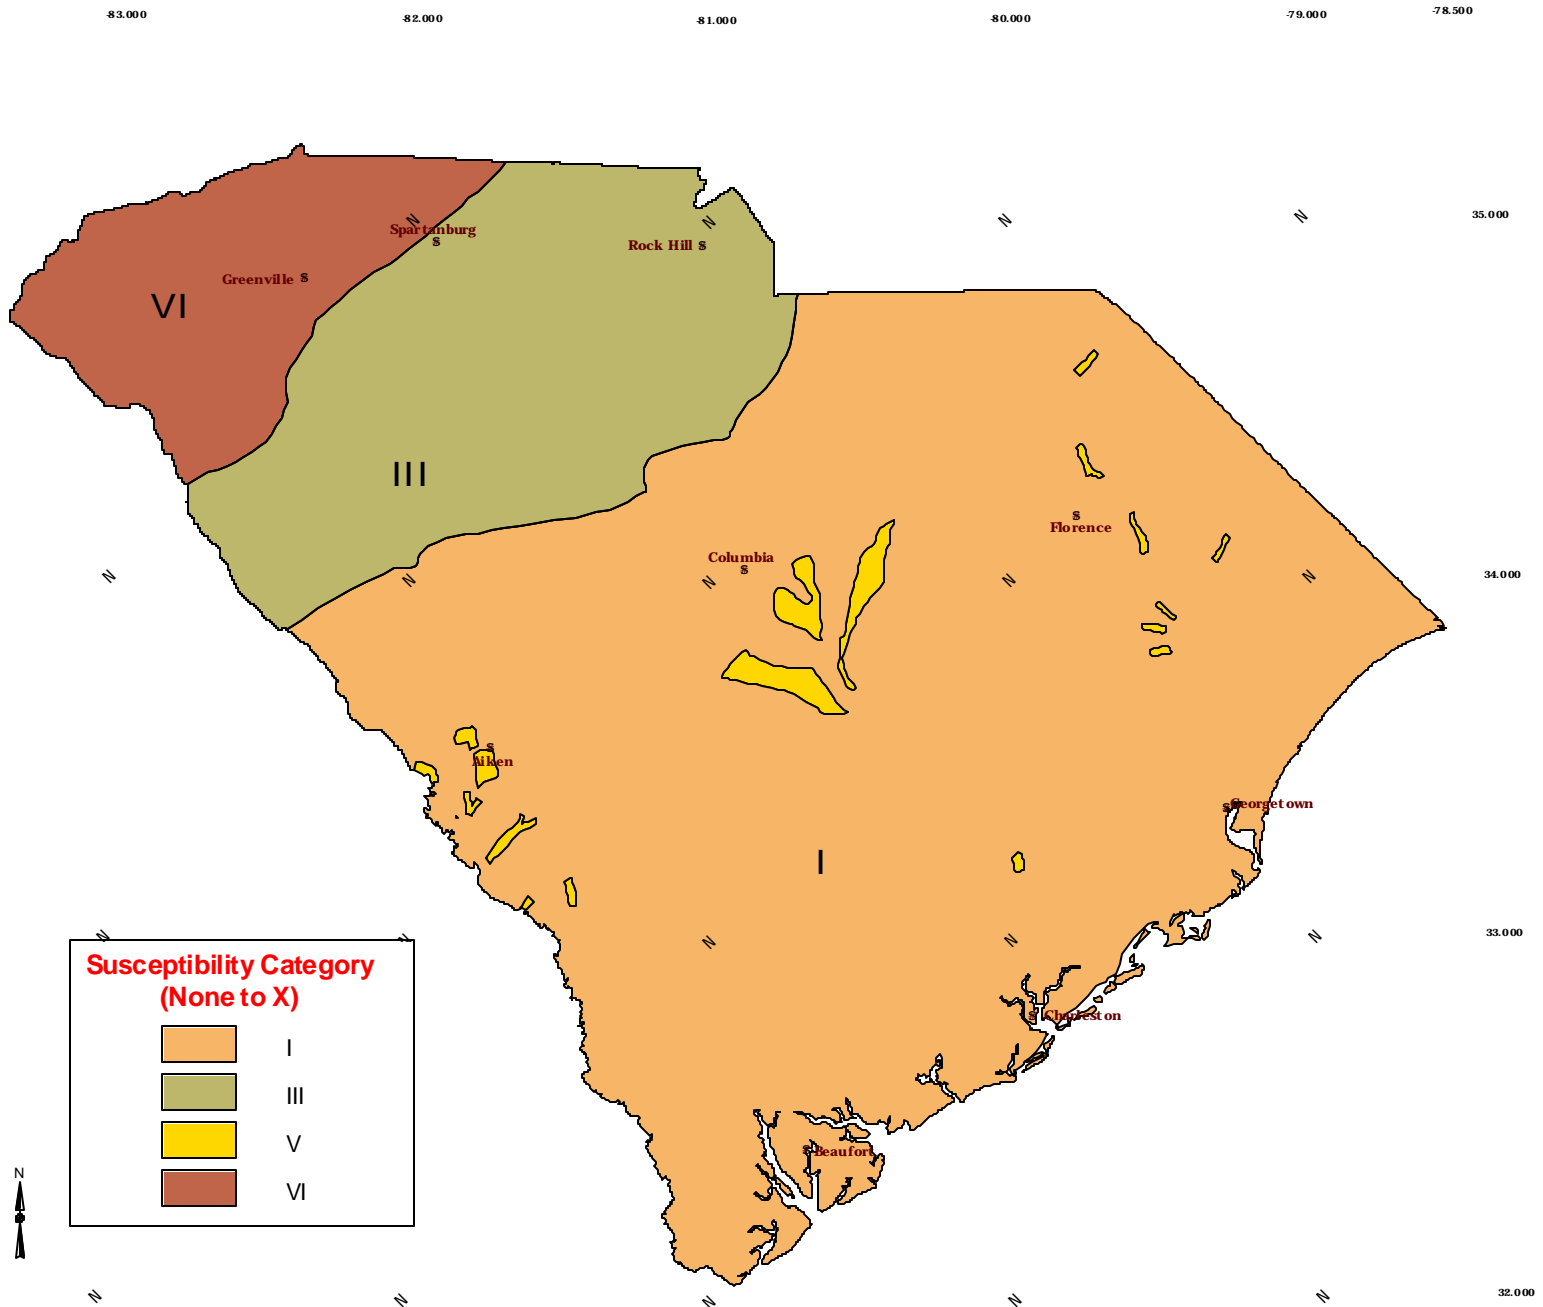 -83.000
-82.000
-81.000
-80.000
-79.000
-78.500
N
N
N
N
35.000
Spartanburg
S
Rock Hill S
Greenville S
VI
III
S
Florence
Columbia
S
N
N
N
N
N
34.000
S
Aiken
S Georgetown
I
N
N
N
N
N
33.000
Susceptibility Category
(None to X)
I
III
V
VI
S Charleston
S Beaufort
N
N
N
N
N
N
32.000